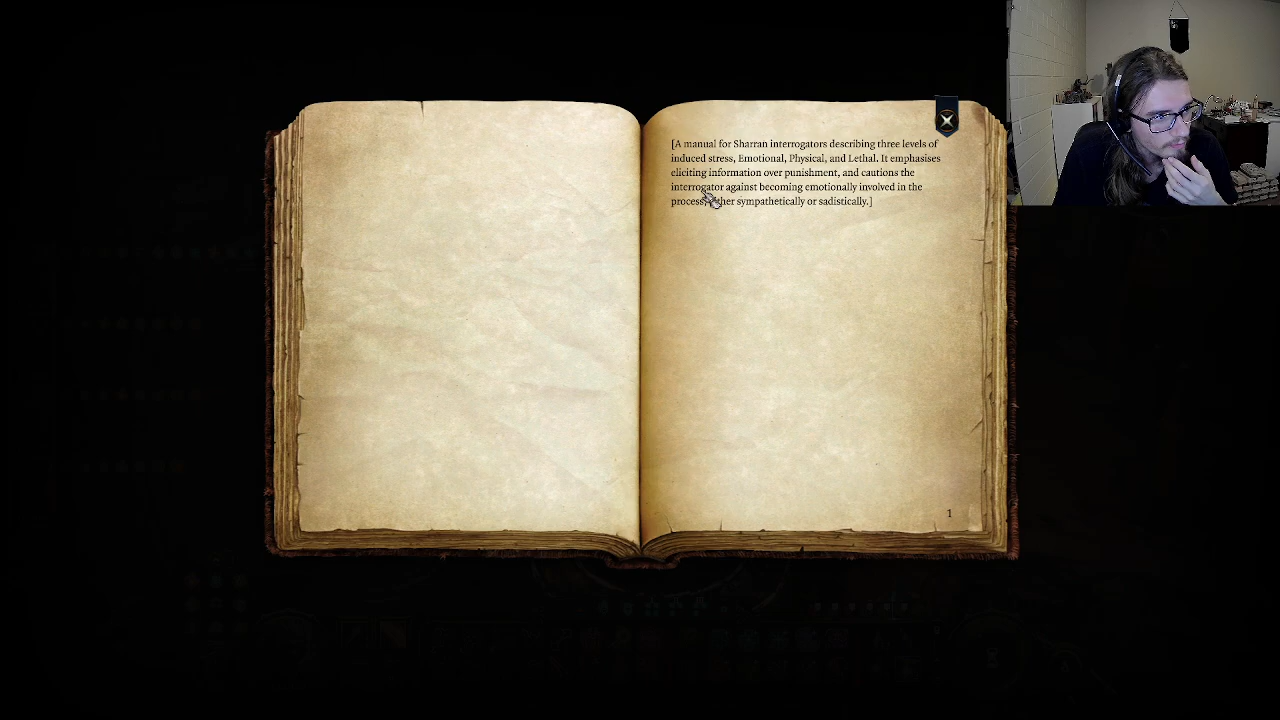 [A manual for Sharran interrogators describing three levels of
induced stress, Emotional, Physical, and Lethal. It emphasises
eliciting information over punishment, and cautions the
interrogator against becoming emotionally involved in the
process, ther sympathetically or sadistically.]
1